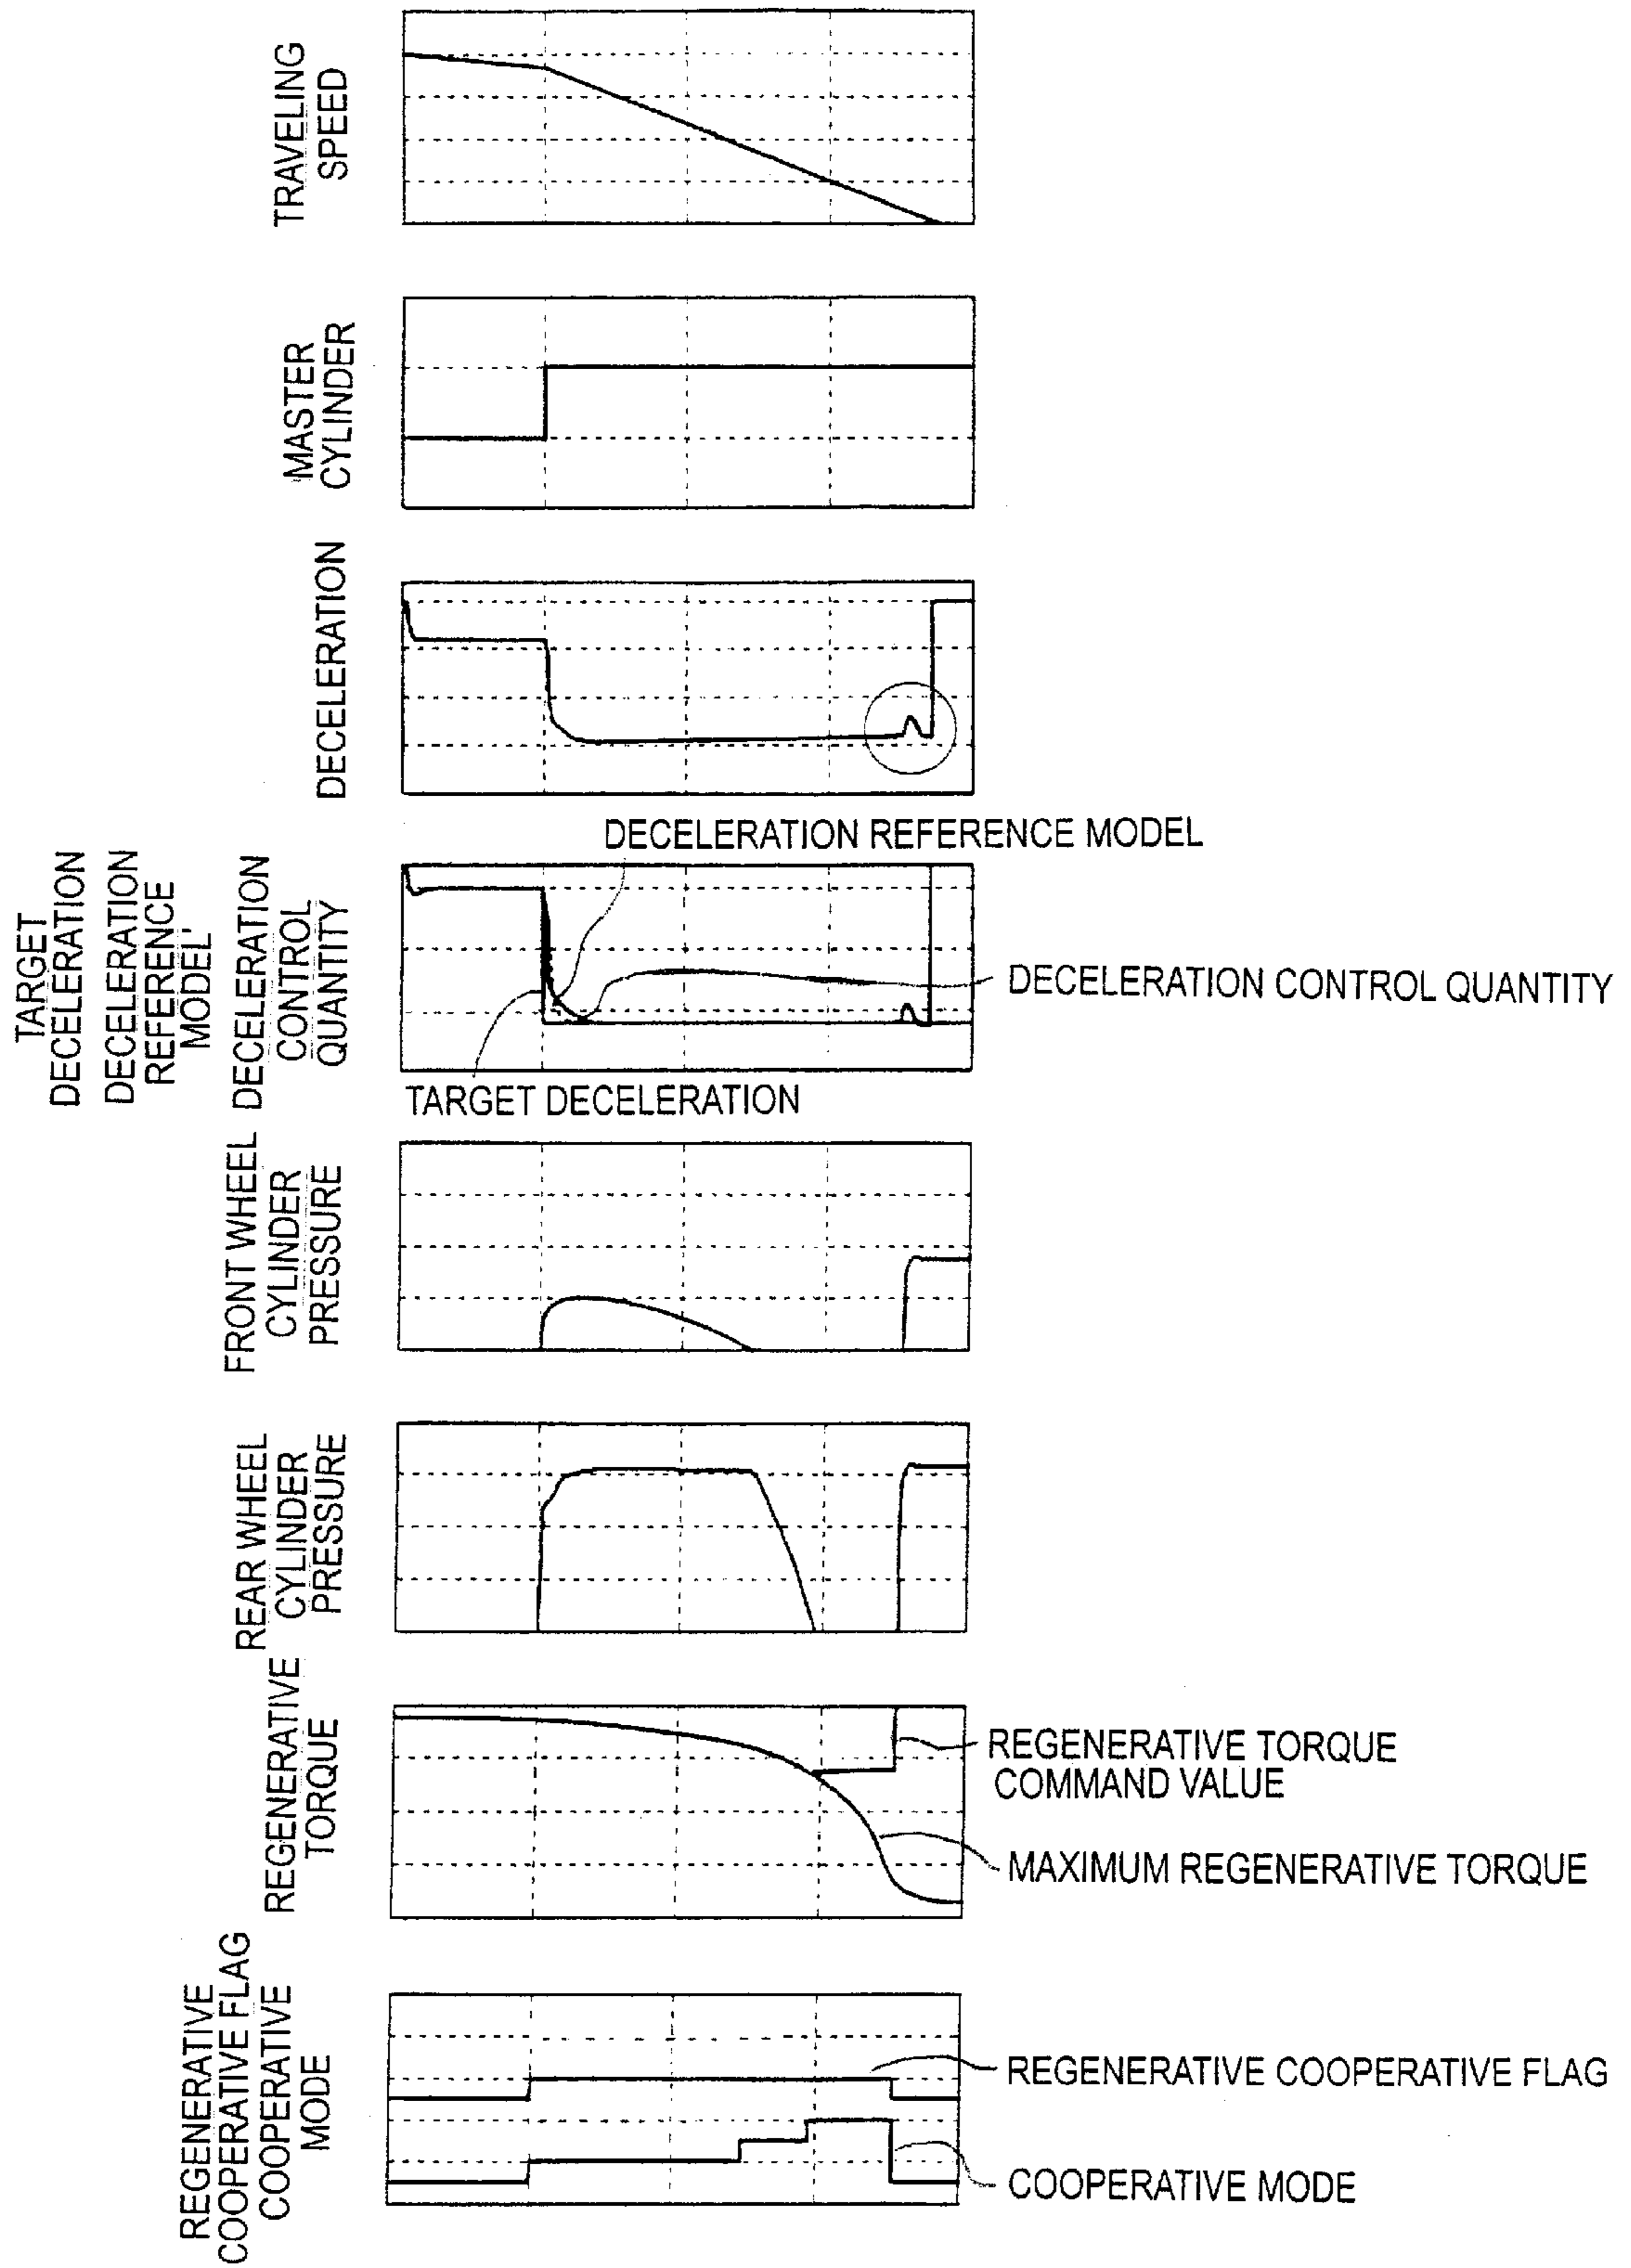 TRAVELING
SPEED
MASTER
CYLINDER
DECELERATION
DECELERATION REFERENCE MODEL
TARGET
DECELERATION
DECELERATION
REFERENCE
MODEL'
DECELERATION
CONTROL
QUANTITY
DECELERATION CONTROL QUANTITY
TARGET DECELERATION
FRONT WHEEL
CYLINDER
PRESSURE
REAR WHEEL
CYLINDER
PRESSURE
REGENERATIVE
TORQUE
REGENERATIVE TORQUE
COMMAND VALUE
MAXIMUM REGENERATIVE TORQUE
REGENERATIVE
COOPERATIVE FLAG
COOPERATIVE
MODE
REGENERATIVE COOPERATIVE FLAG
COOPERATIVE MODE